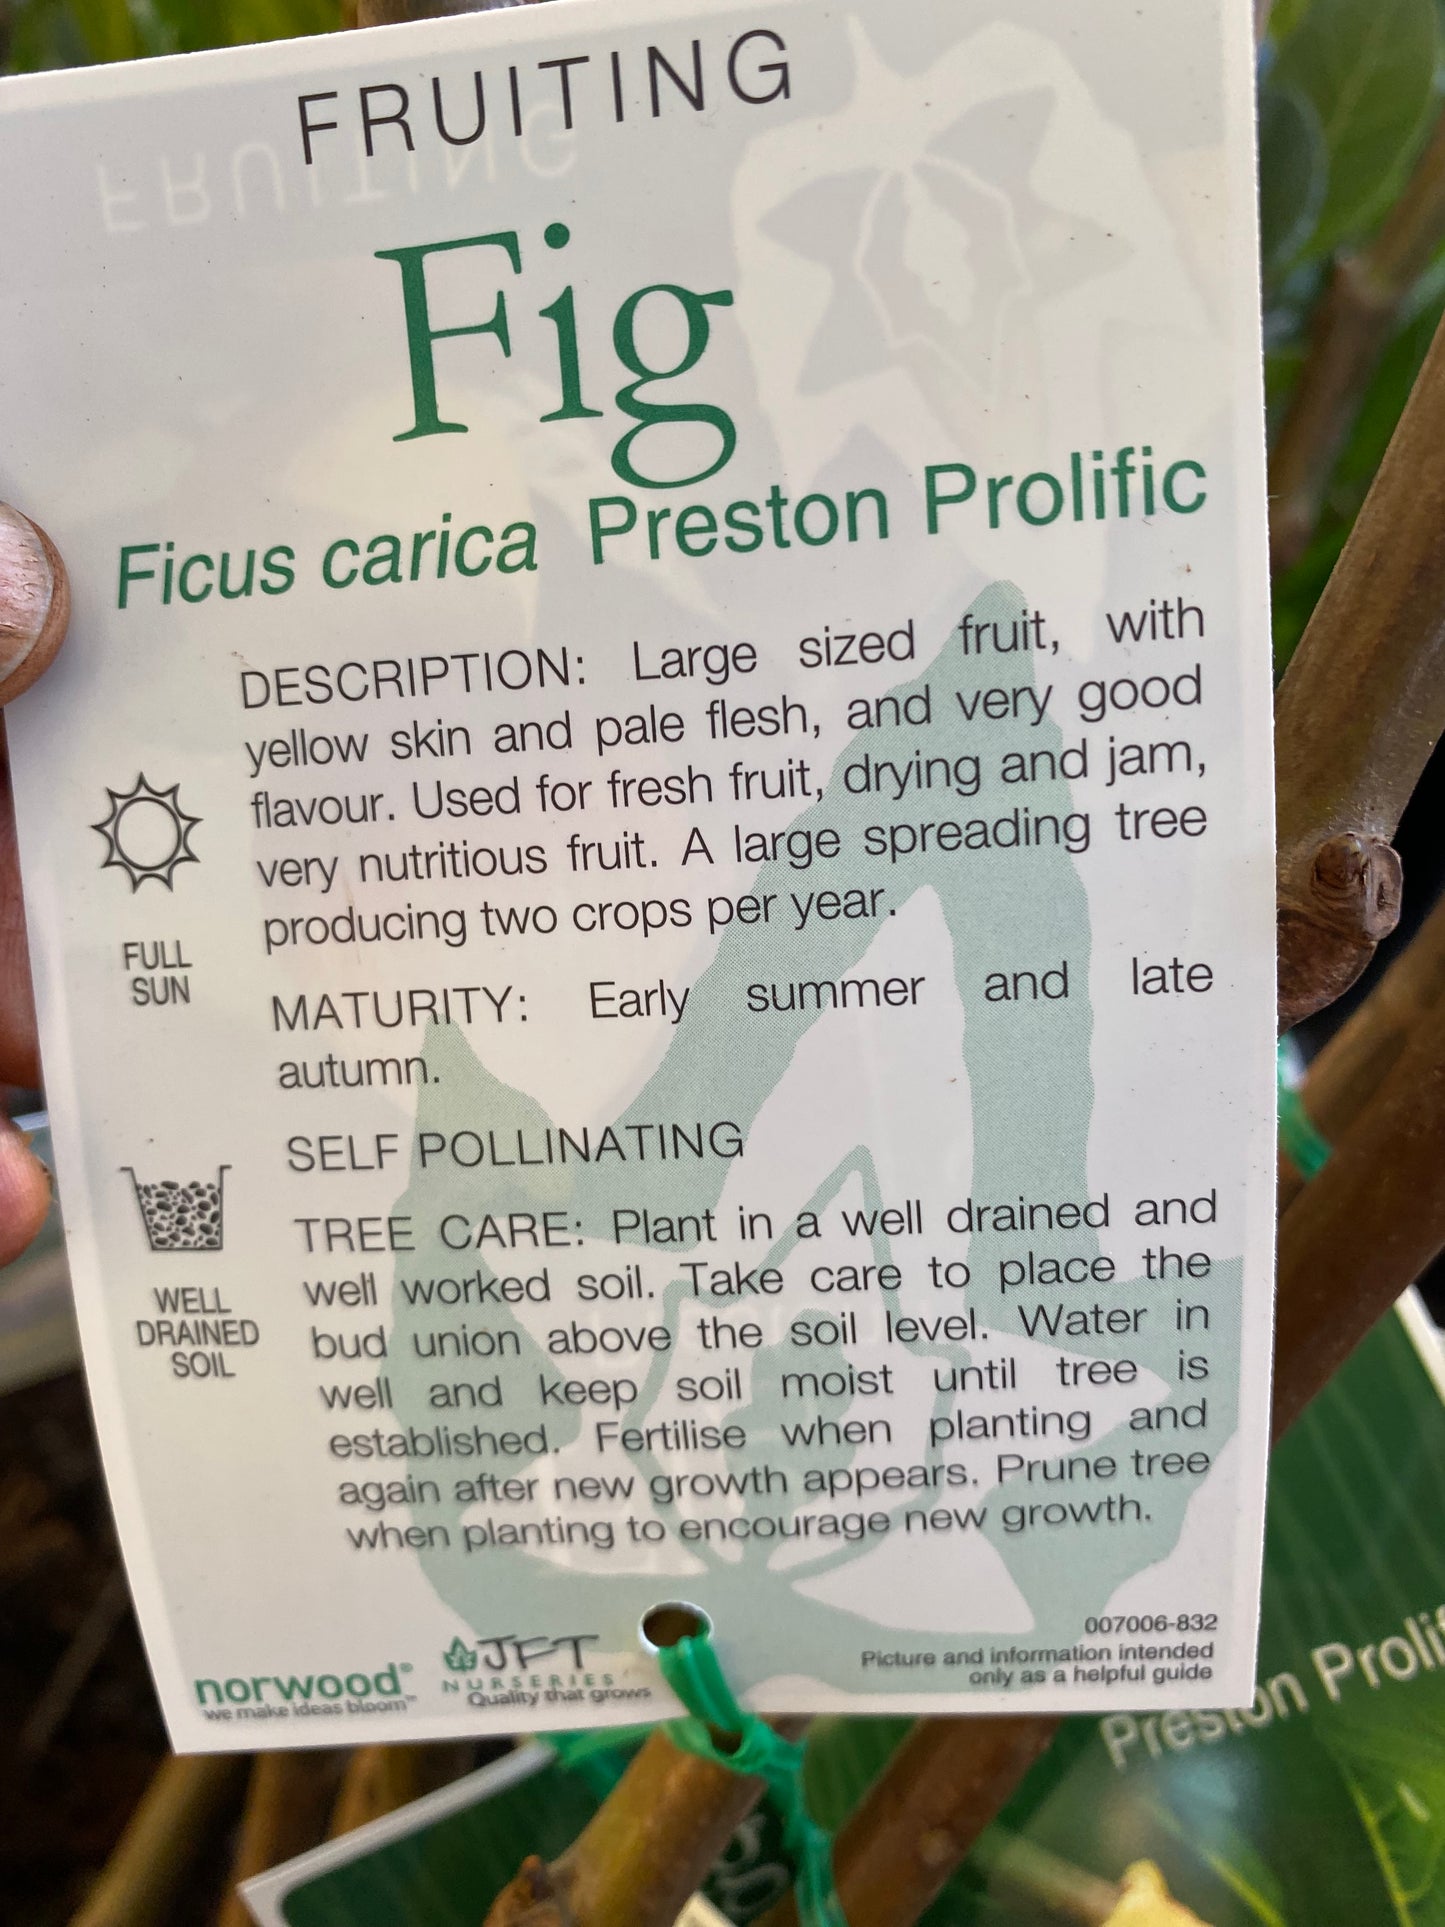 FRUITING
Fig
Ficus carica Preston Prolific
DESCRIPTION: Large sized fruit, with
yellow skin and pale flesh, and very good
flavour. Used for fresh fruit, drying and jam,
very nutritious fruit. A large spreading tree
producing two crops per year.
FULL
SUN
MATURITY: Early summer and late
autumn.
SELF POLLINATING
TREE CARE: Plant in a well drained and
well worked soil. Take care to place the
bud union above the soil level. Water in
well and keep soil moist until tree is
established. Fertilise when planting and
again after new growth appears. Prune tree
when planting to encourage new growth.
WELL
DRAINED
SOIL
007006-832
Picture and information intended
only as a helpful guide
norwood®
we make ideas bloom™
JFT
NURSERIES
Quality that grows
Preston Prolif